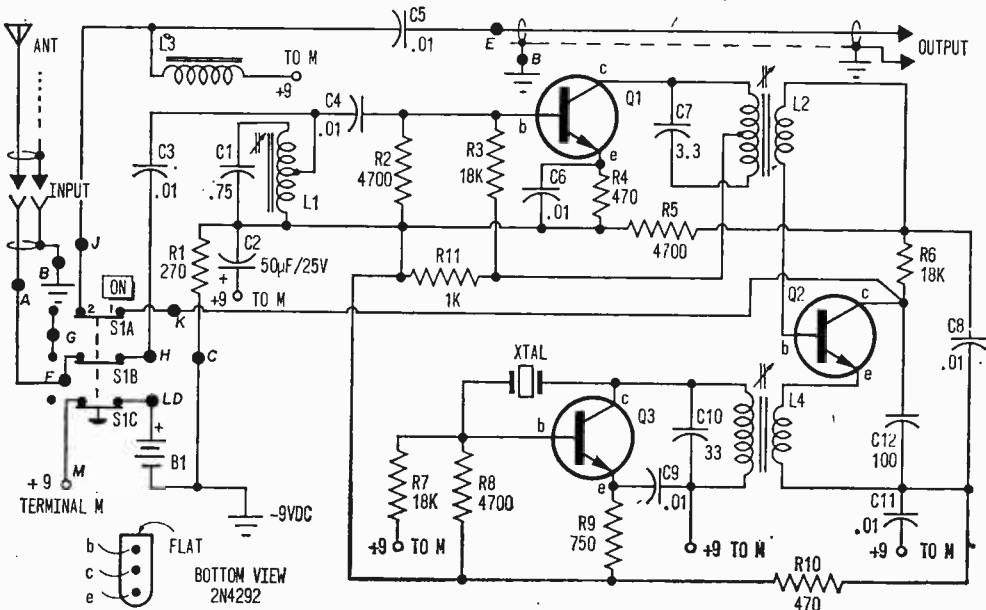 ANT
L3
TO M
+9
C5
.01
E
B
OUTPUT
C4
.01
b
c
Q1
e
C7
3.3
L2
C3
.01
C1
.75
L1
R2
4700
R3
18K
C6
.01
R4
470
R5
4700
INPUT
J
B
A
R1
270
C2
50µF/25V
+
+9
TO M
R11
1K
R6
18K
ON
2
1
S1A
K
G
Q2
c
b
e
C8
.01
F
S1B
H
C
XTAL
S1C
LD
+
B1
M
+9
TERMINAL M
-9VDC
b
c
Q3
e
C10
33
L4
C12
100
R7
18K
R8
4700
C9
.01
R9
750
C11
.01
+9 TO M
+9 TO M
+9 TO M
R10
470
b
c
e
FLAT
BOTTOM VIEW
2N4292